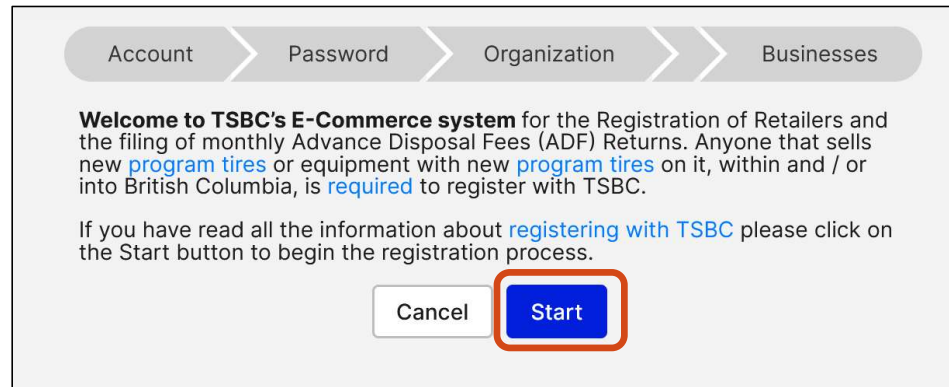 Account Password Organization Businesses
Welcome to TSBC's E-Commerce system for the Registration of Retailers and
the filing of monthly Advance Disposal Fees (ADF) Returns. Anyone that sells
new program tires or equipment with new program tires on it, within and / or
into British Columbia, is required to register with TSBC.
If you have read all the information about registering with TSBC please click on
the Start button to begin the registration process.
Cancel Start